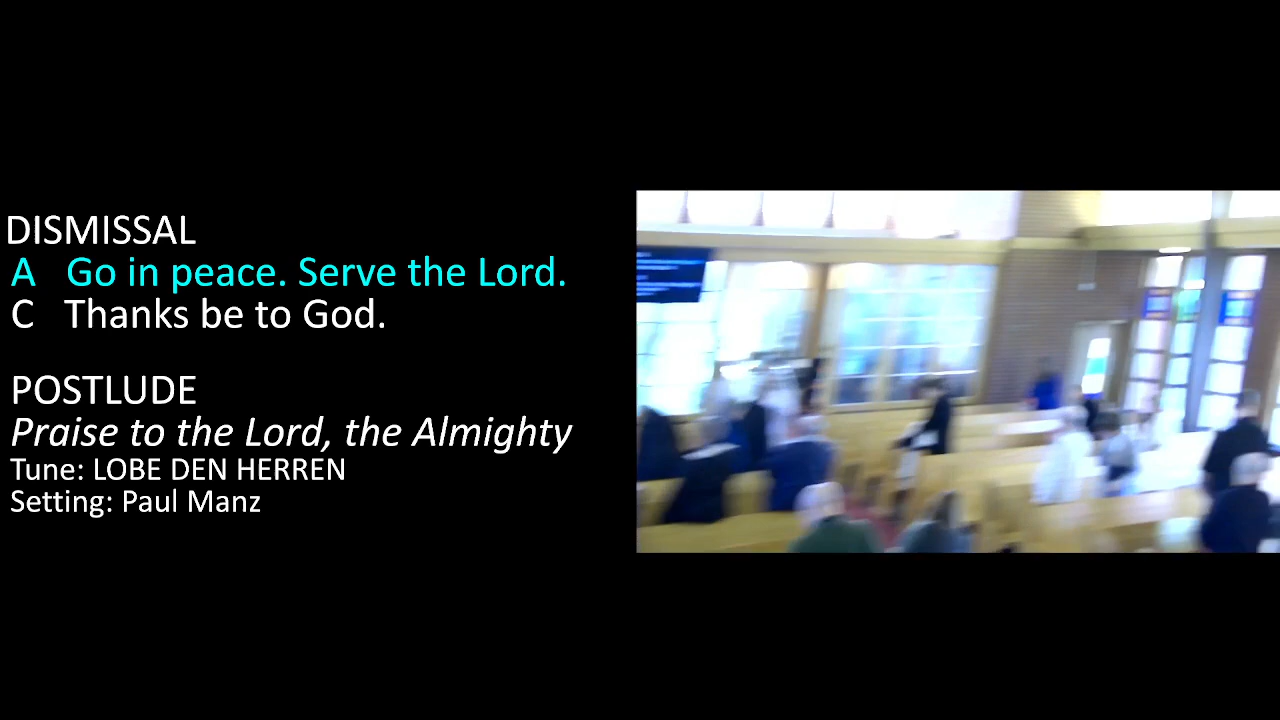 DISMISSAL
A Go in peace. Serve the Lord.
C Thanks be to God.
POSTLUDE
Praise to the Lord, the Almighty
Tune: LOBE DEN HERREN
Setting: Paul Manz